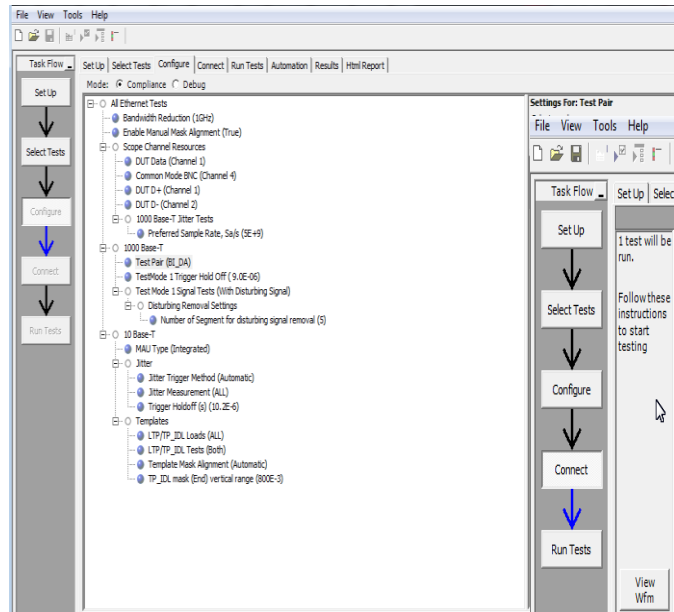 File View Tools Help
Task Flow
Set Up
Select Tests
Configure
Connect
Run Tests
Set Up Select Tests Configure Connect Run Tests Automation Results Html Report
Mode: Compliance Debug
All Ethernet Tests
Bandwidth Reduction (1GHz)
Enable Manual Mask Alignment (True)
Scope Channel Resources
DUT Data (Channel 1)
Common Mode BNC (Channel 4)
DUT D+ (Channel 1)
DUT D- (Channel 2)
1000 Base-T Jitter Tests
Preferred Sample Rate, Sa/s (5E+9)
1000 Base-T
Test Pair (BI_DA)
TestMode 1 Trigger Hold Off ( 9.0E-06)
Test Mode 1 Signal Tests (With Disturbing Signal)
Disturbing Removal Settings
Number of Segment for disturbing signal removal (5)
10 Base-T
MAU Type (Integrated)
Jitter
Jitter Trigger Method (Automatic)
Jitter Measurement (ALL)
Trigger Holdoff (s) (10.2E-6)
Templates
LTP/TP_IDL Loads (ALL)
LTP/TP_IDL Tests (Both)
Template Mask Alignment (Automatic)
TP_IDL mask (End) vertical range (800E-3)
Settings For: Test Pair
File View Tools Help
Task Flow
Set Up
Select Tests
Configure
Connect
Run Tests
Set Up Selec
1 test will be
run.
Follow these
instructions
to start
testing
View
Wfm